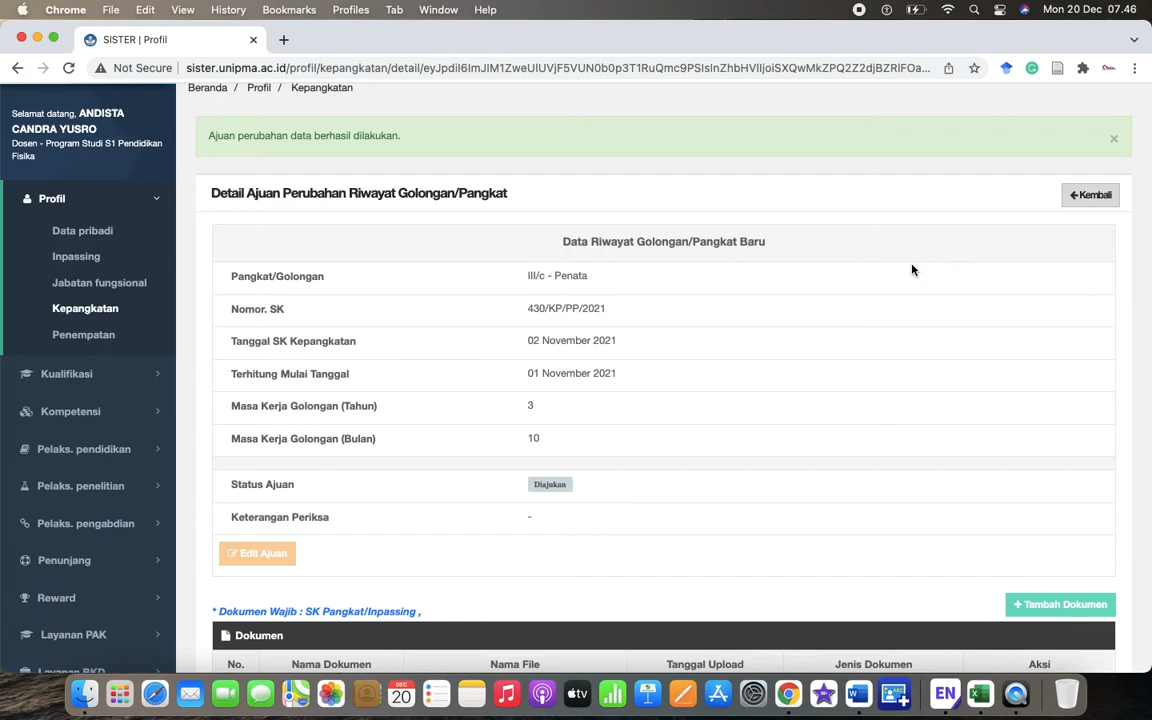 Chrome File Edit View History Bookmarks Profiles Tab Window Help Mon 20 Dec 07.46
SISTER | Profil
Not Secure sister.unipma.ac.id/profil/kepangkatan/detail/
Beranda / Profil / Kepangkatan
Selamat datang, ANDISTA
CANDRA YUSRO
Dosen - Program Studi S1 Pendidikan
Fisika
Profil
Data pribadi
Inpassing
Jabatan fungsional
Kepangkatan
Penempatan
Kualifikasi
Kompetensi
Pelaks. pendidikan
Pelaks. penelitian
Pelaks. pengabdian
Penunjang
Reward
Layanan PAK
Layanan BKD
Ajuan perubahan data berhasil dilakukan. ×
Detail Ajuan Perubahan Riwayat Golongan/Pangkat Kembali
Data Riwayat Golongan/Pangkat Baru
Pangkat/Golongan III/c - Penata
Nomor. SK 430/KP/PP/2021
Tanggal SK Kepangkatan 02 November 2021
Terhitung Mulai Tanggal 01 November 2021
Masa Kerja Golongan (Tahun) 3
Masa Kerja Golongan (Bulan) 10
Status Ajuan Diajukan
Keterangan Periksa -
Edit Ajuan
* Dokumen Wajib : SK Pangkat/Inpassing , + Tambah Dokumen
Dokumen
No. Nama Dokumen Nama File Tanggal Upload Jenis Dokumen Aksi
DEC
20
tv
W
EN
X